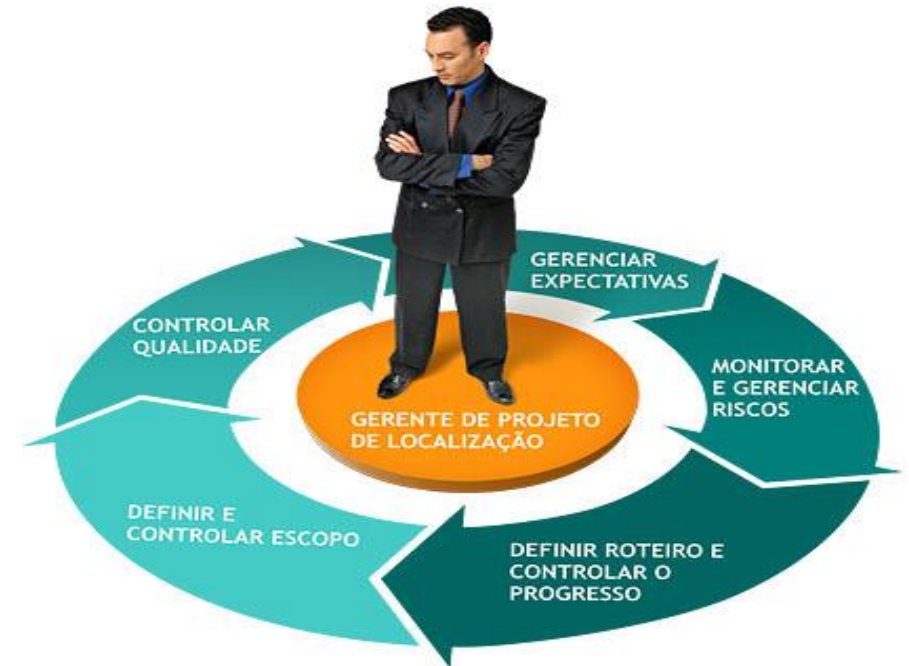 GERENCIAR
EXPECTATIVAS
MONITORAR
E GERENCIAR
RISCOS
DEFINIR ROTEIRO E
CONTROLAR O
PROGRESSO
DEFINIR E
CONTROLAR ESCOPO
CONTROLAR
QUALIDADE
GERENTE DE PROJETO
DE LOCALIZAÇÃO